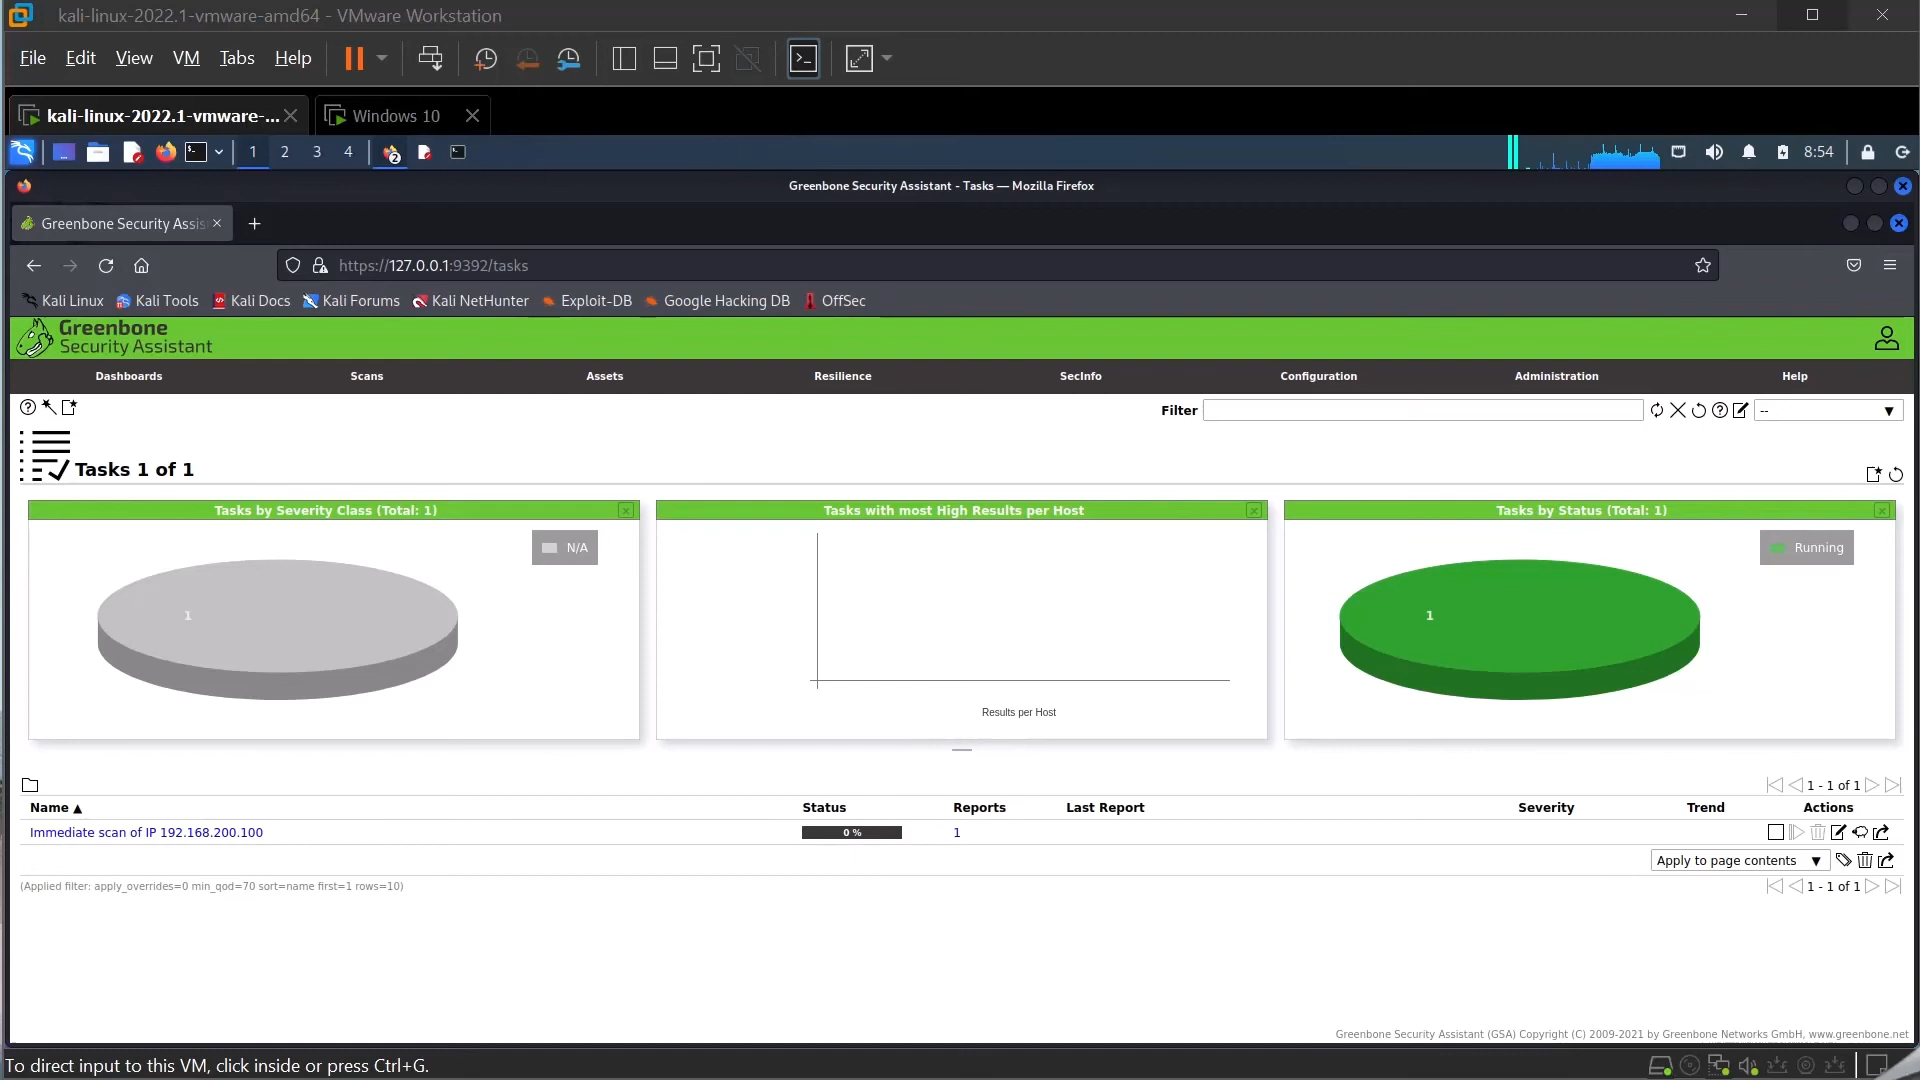 kali-linux-2022.1-vmware-amd64 - VMware Workstation
File Edit View VM Tabs Help
kali-linux-2022.1-vmware-... Windows 10
1 2 3 4 2 8:54
Greenbone Security Assistant - Tasks — Mozilla Firefox
Greenbone Security Assis
https://127.0.0.1:9392/tasks
Kali Linux Kali Tools Kali Docs Kali Forums Kali NetHunter Exploit-DB Google Hacking DB OffSec
Greenbone
Security Assistant
Dashboards Scans Assets Resilience SecInfo Configuration Administration Help
Filter --
Tasks 1 of 1
Tasks by Severity Class (Total: 1) Tasks with most High Results per Host Tasks by Status (Total: 1)
N/A Running
1 1
Results per Host
1 - 1 of 1
Name ▲ Status Reports Last Report Severity Trend Actions
Immediate scan of IP 192.168.200.100 0 % 1
Apply to page contents ▼
(Applied filter: apply_overrides=0 min_qod=70 sort=name first=1 rows=10) 1 - 1 of 1
Greenbone Security Assistant (GSA) Copyright (C) 2009-2021 by Greenbone Networks GmbH, www.greenbone.net
To direct input to this VM, click inside or press Ctrl+G.